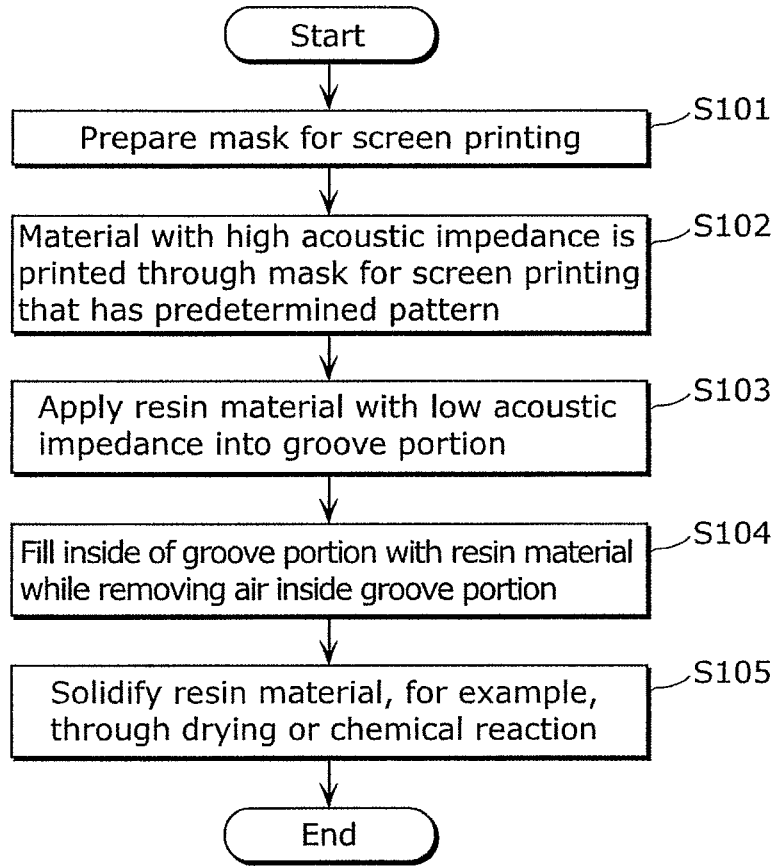 Start
Prepare mask for screen printing
S101
Material with high acoustic impedance is
printed through mask for screen printing
that has predetermined pattern
S102
Apply resin material with low acoustic
impedance into groove portion
S103
Fill inside of groove portion with resin material
while removing air inside groove portion
S104
Solidify resin material, for example,
through drying or chemical reaction
S105
End